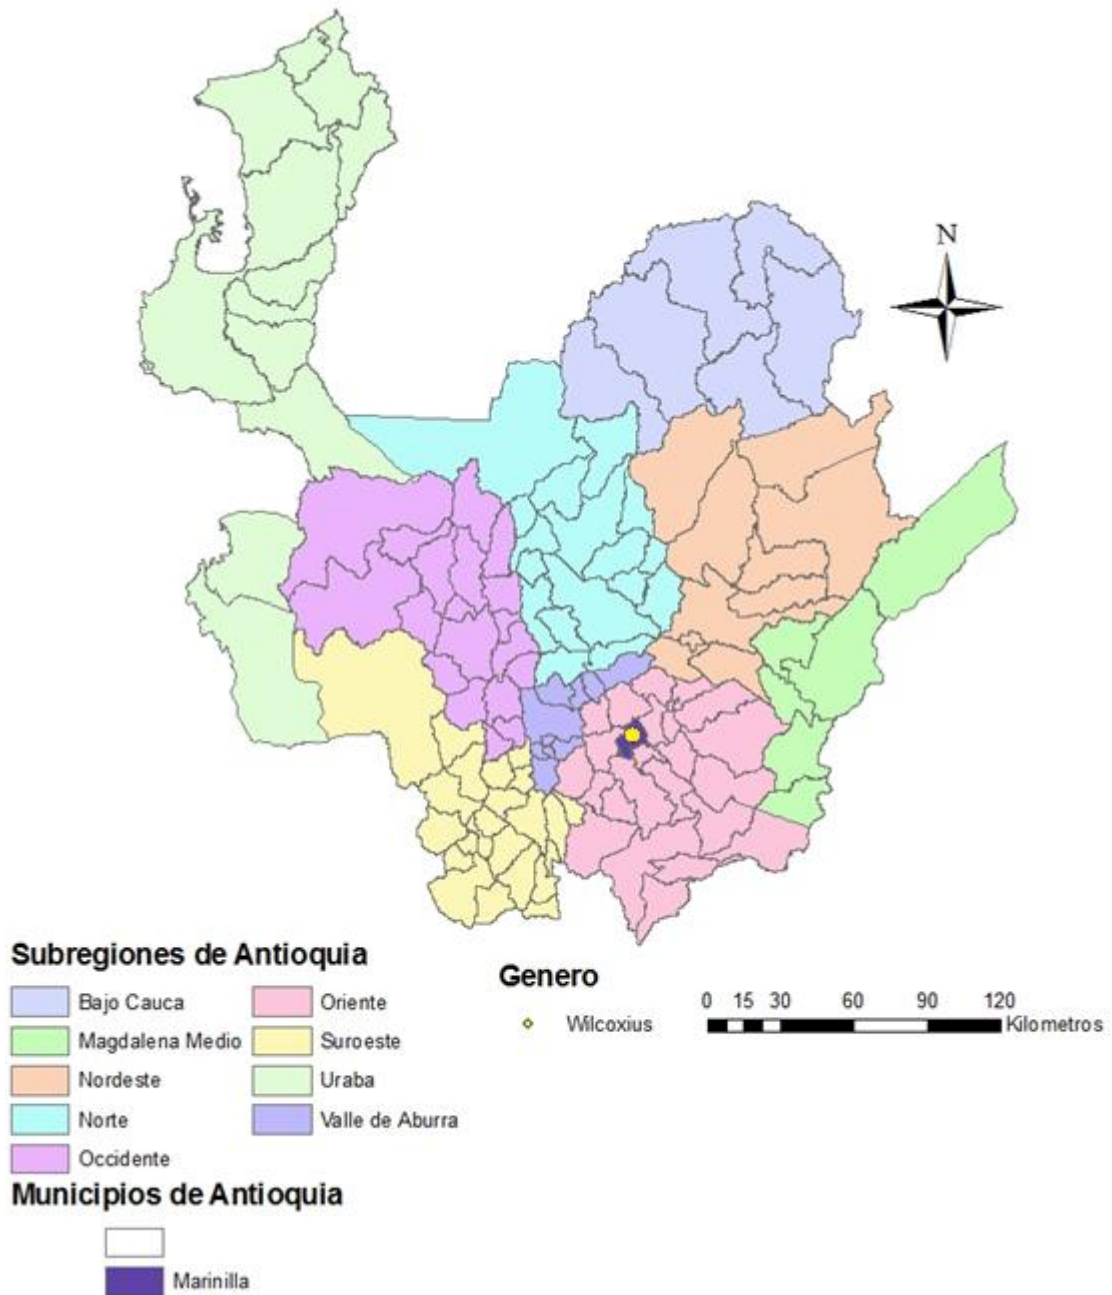 N
Subregiones de Antioquia
Bajo Cauca
Oriente
Magdalena Medio
Suroeste
Nordeste
Uraba
Norte
Valle de Aburra
Occidente
Municipios de Antioquia
Marinilla
Genero
Wilcoxius
0 15 30 60 90 120
Kilometros